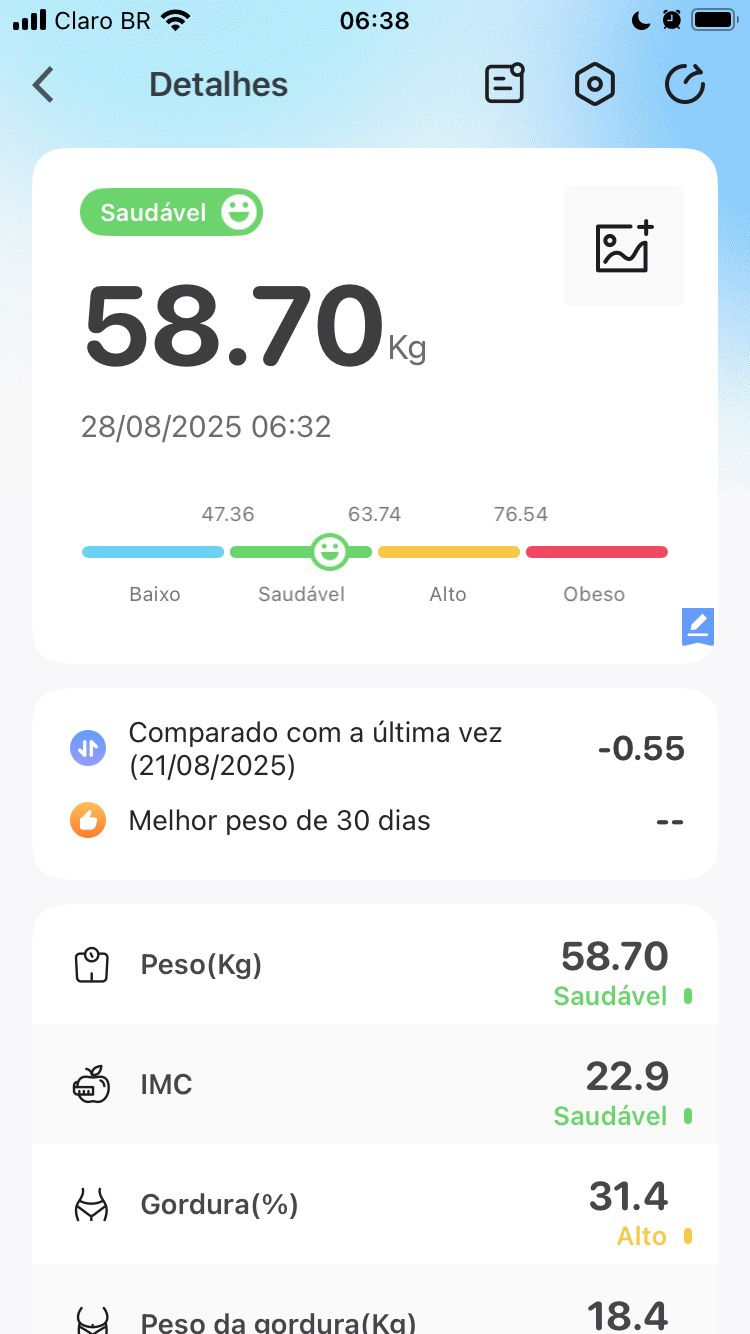 Claro BR
06:38
Detalhes
Saudável
58.70 Kg
28/08/2025 06:32
47.36 63.74 76.54
Baixo Saudável Alto Obeso
Comparado com a última vez
(21/08/2025)
-0.55
Melhor peso de 30 dias
--
Peso(Kg)
58.70
Saudável
IMC
22.9
Saudável
Gordura(%)
31.4
Alto
Peso da gordura(Kg)
18.4